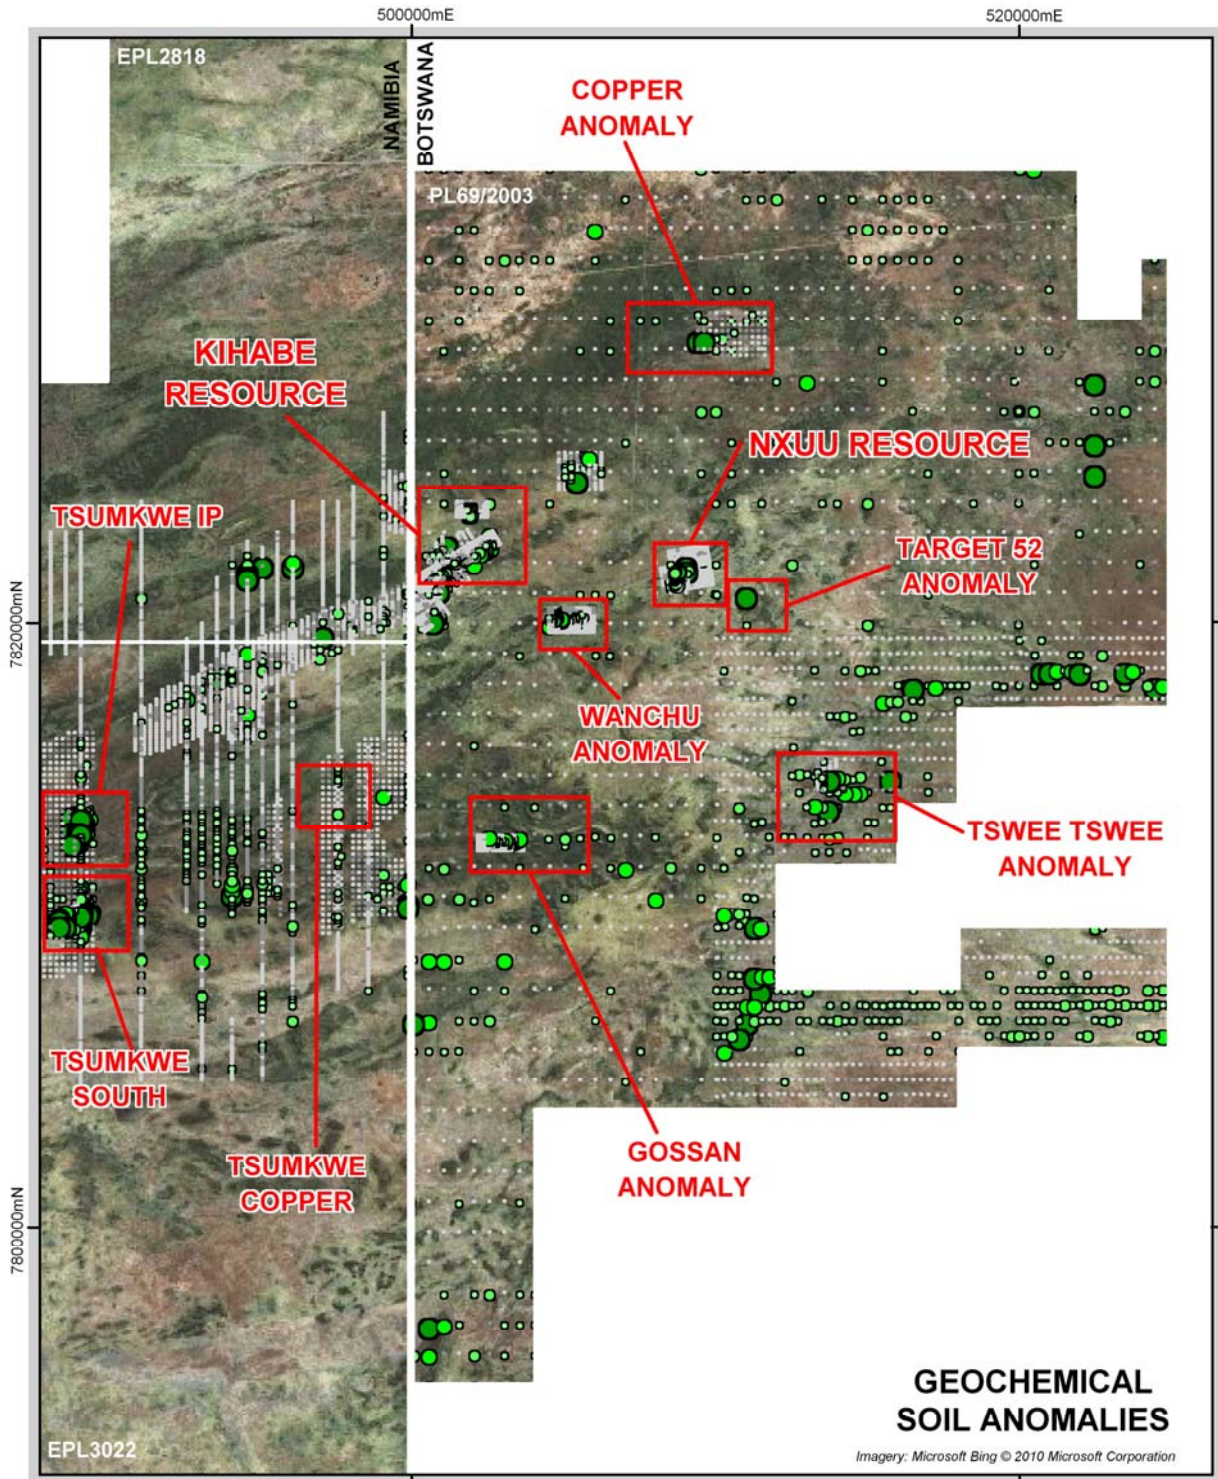 500000mE
520000mE
EPL2818
NAMIBIA
BOTSWANA
COPPER
ANOMALY
PL69/2003
KIHABE
RESOURCE
NXUU RESOURCE
TSUMKWE IP
TARGET 52
ANOMALY
7820000mN
WANCHU
ANOMALY
TSWEE TSWEE
ANOMALY
TSUMKWE
SOUTH
TSUMKWE
COPPER
GOSSAN
ANOMALY
7800000mN
GEOCHEMICAL
SOIL ANOMALIES
EPL3022
Imagery: Microsoft Bing © 2010 Microsoft Corporation